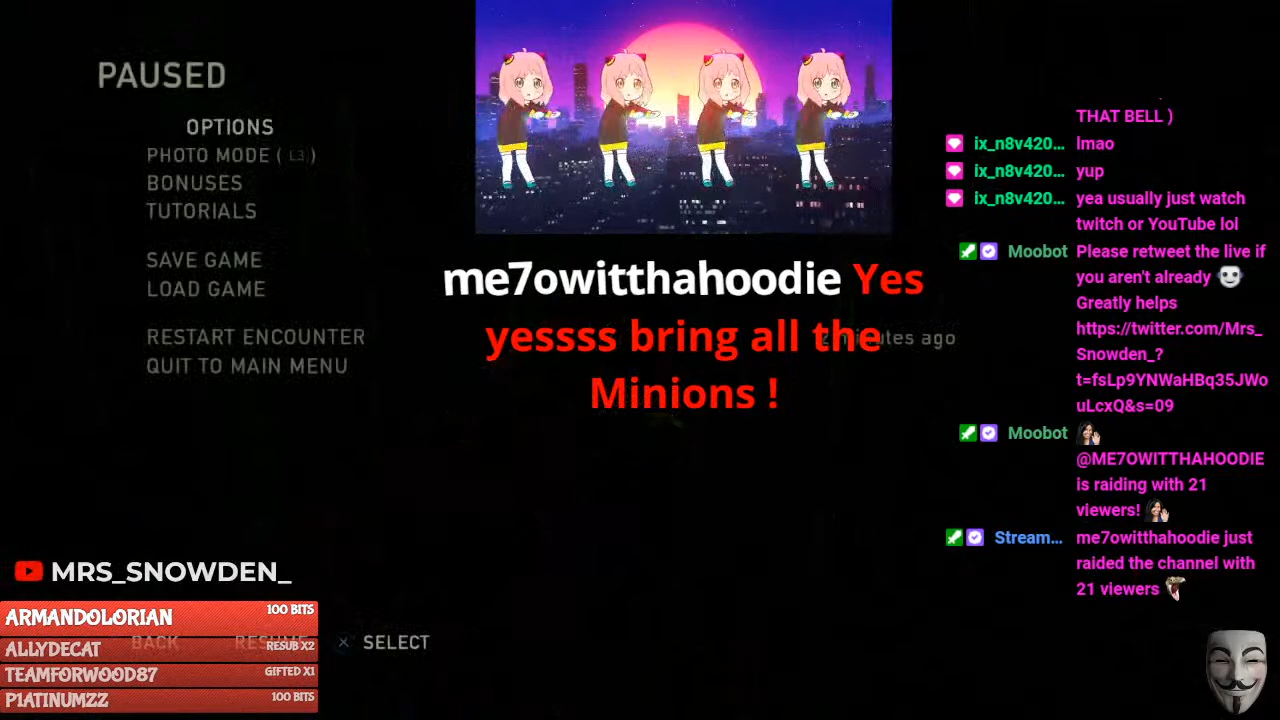 PAUSED
OPTIONS
PHOTO MODE ( L3 )
BONUSES
TUTORIALS
SAVE GAME
LOAD GAME
RESTART ENCOUNTER
QUIT TO MAIN MENU
me7owitthahoodie Yes
yessss bring all the
Minions !
minutes ago
THAT BELL )
ix_n8v420... lmao
ix_n8v420... yup
ix_n8v420... yea usually just watch
twitch or YouTube lol
Moobot Please retweet the live if
you aren't already
Greatly helps
https://twitter.com/Mrs_
Snowden_?
t=fsLp9YNWaHBq35JWo
uLcxQ&s=09
Moobot
@ME7OWITTHAHOODIE
is raiding with 21
viewers!
Stream... me7owitthahoodie just
raided the channel with
21 viewers
MRS_SNOWDEN_
ARMANDOLORIAN 100 BITS
ALLYDECAT RESUB X2
TEAMFORWOOD87 GIFTED X1
P1ATINUMZZ 100 BITS
BACK RESUME SELECT